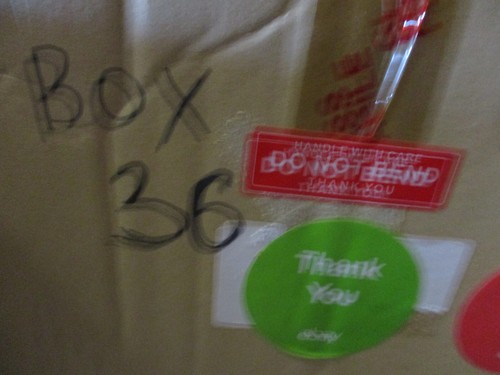 BOX
36
HANDLE WITH CARE
DO NOT BEND
THANK YOU
Thank
You